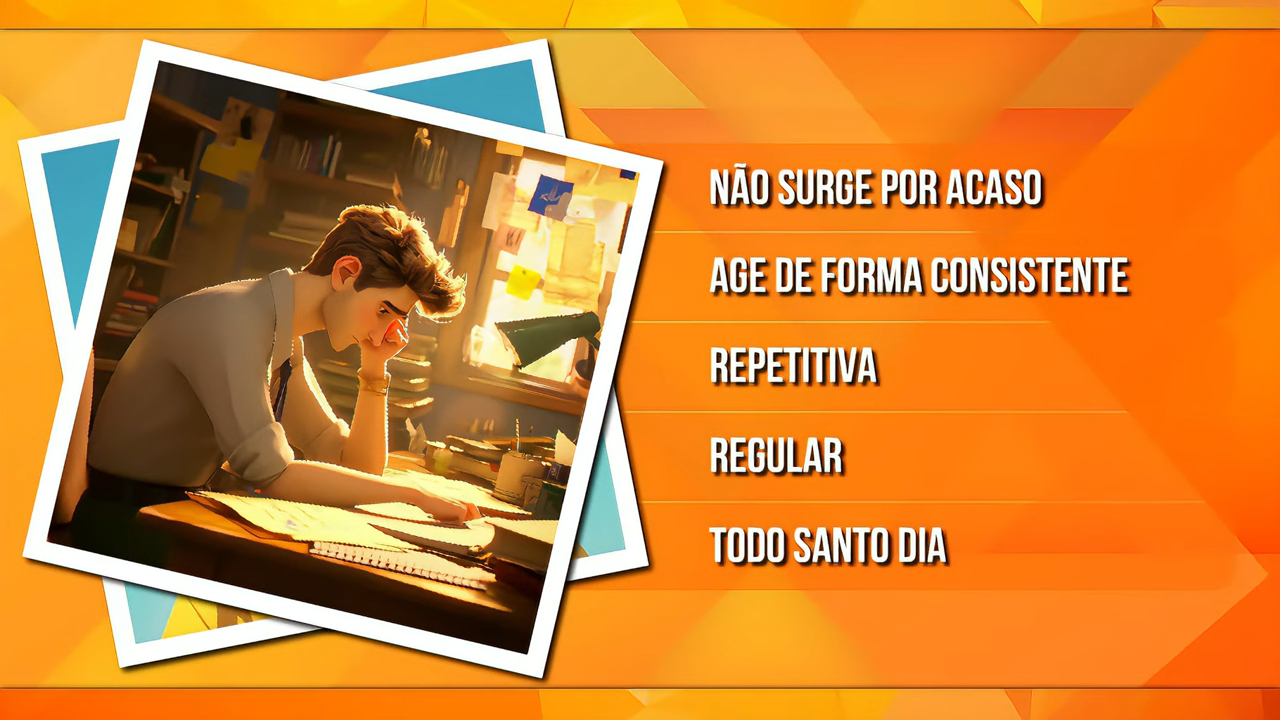 NÃO SURGE POR ACASO
AGE DE FORMA CONSISTENTE
REPETITIVA
REGULAR
TODO SANTO DIA